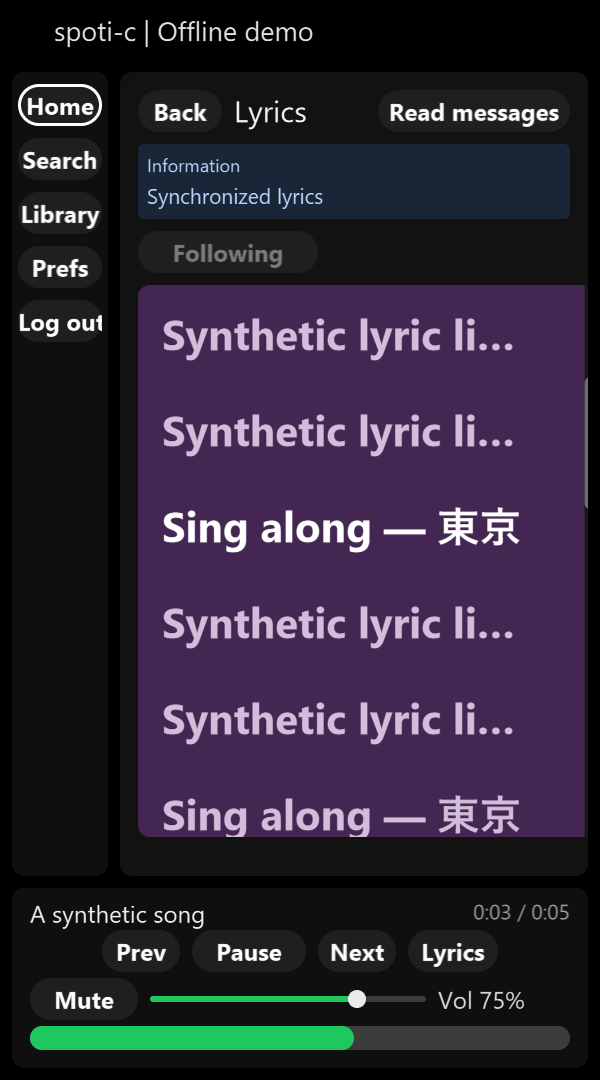 spoti-c | Offline demo
Home
Search
Library
Prefs
Log out
Back
Lyrics
Read messages
Information
Synchronized lyrics
Following
Synthetic lyric li...
Synthetic lyric li...
Sing along — 東京
Synthetic lyric li...
Synthetic lyric li...
Sing along — 東京
A synthetic song
0:03 / 0:05
Prev
Pause
Next
Lyrics
Mute
Vol 75%